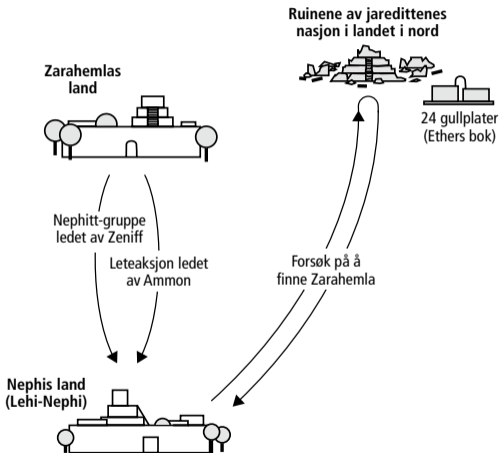 Ruinene av jaredittenes
nasjon i landet i nord
Zarahemlas
land
24 gullplater
(Ethers bok)
Nephitt-gruppe
ledet av Zeniff
Leteaksjon ledet
av Ammon
Forsøk på å
finne Zarahemla
Nephis land
(Lehi-Nephi)